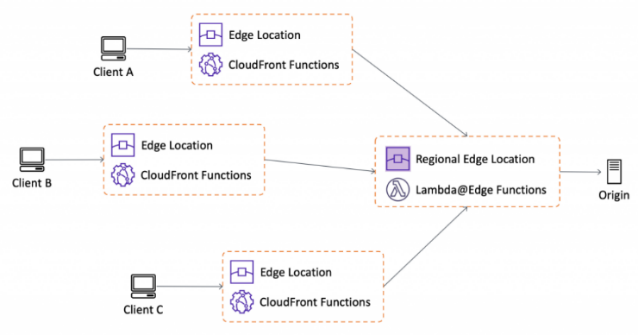 Edge Location
CloudFront Functions
Client A
Edge Location
CloudFront Functions
Client B
Regional Edge Location
Lambda@Edge Functions
Origin
Edge Location
CloudFront Functions
Client C